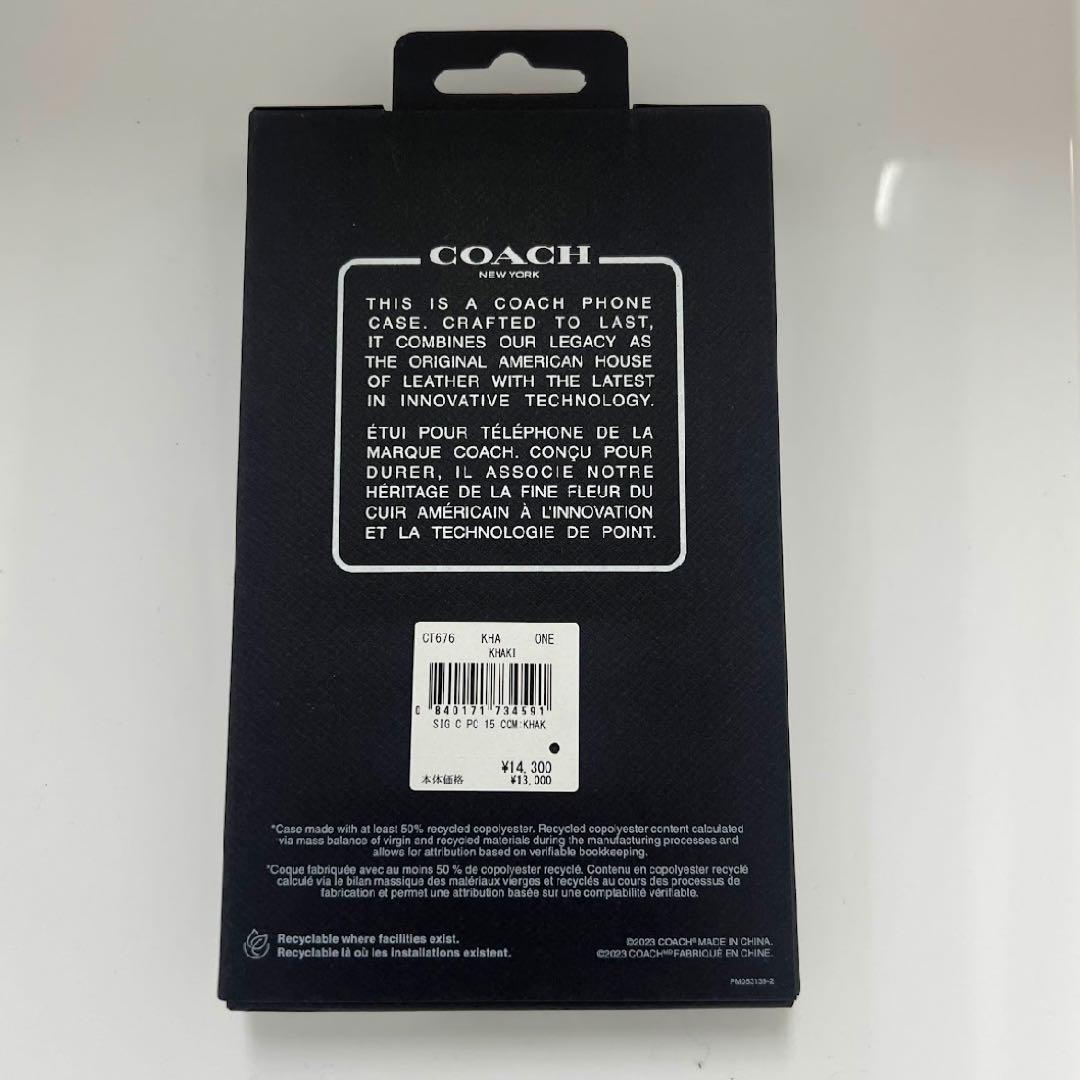 COACH
NEW YORK
THIS IS A COACH PHONE
CASE. CRAFTED TO LAST,
IT COMBINES OUR LEGACY AS
THE ORIGINAL AMERICAN HOUSE
OF LEATHER WITH THE LATEST
IN INNOVATIVE TECHNOLOGY.
ÉTUI POUR TÉLÉPHONE DE LA
MARQUE COACH. CONÇU POUR
DURER, IL ASSOCIE NOTRE
HÉRITAGE DE LA FINE FLEUR DU
CUIR AMÉRICAIN À L'INNOVATION
ET LA TECHNOLOGIE DE POINT.
CT676 KHA ONE
KHAKI
0 840171 734591
SIG C PC 15 CCM:KHAK
¥14,300
本体価格 ¥13,000
*Case made with at least 50% recycled copolyester. Recycled copolyester content calculated
via mass balance of virgin and recycled materials during the manufacturing processes and
allows for attribution based on verifiable bookkeeping.
*Coque fabriquée avec au moins 50 % de copolyester recyclé. Contenu en copolyester recyclé
calculé via le bilan massique des matériaux vierges et recyclés au cours des processus de
fabrication et permet une attribution basée sur une comptabilité vérifiable.
Recyclable where facilities exist.
Recyclable là où les installations existent.
©2023 COACH® MADE IN CHINA.
©2023 COACHᴹᴰ FABRIQUÉ EN CHINE.